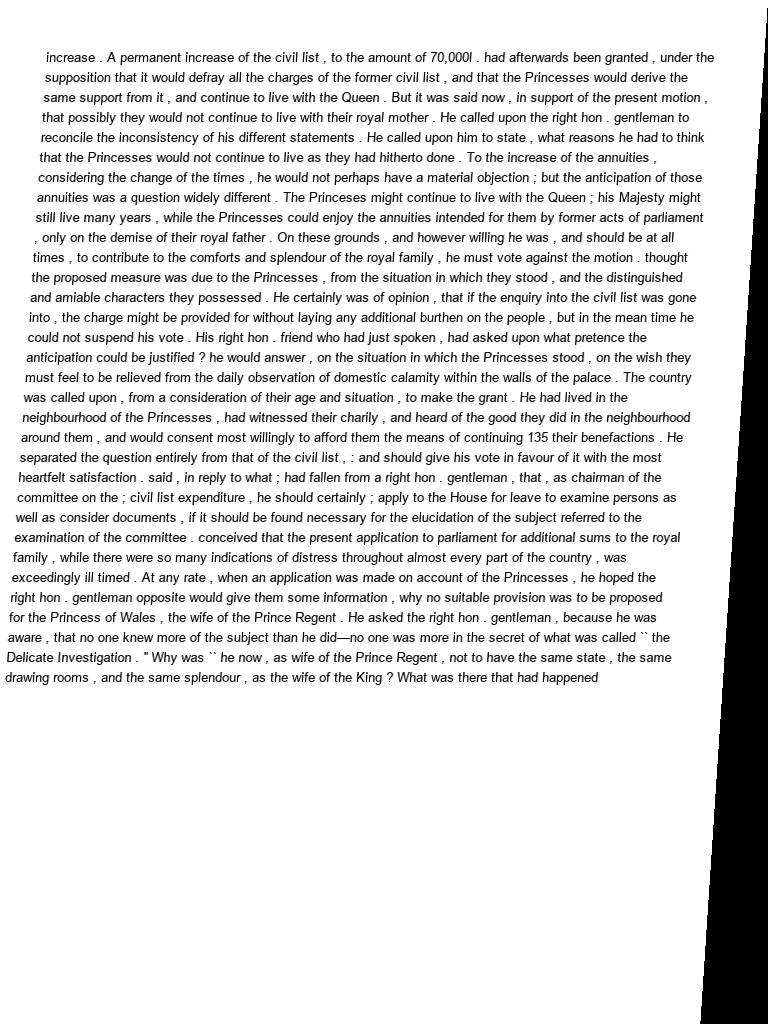 increase . A permanent increase of the civil list , to the amount of 70,000l . had afterwards been granted , under the
supposition that it would defray all the charges of the former civil list , and that the Princesses would derive the
same support from it , and continue to live with the Queen . But it was said now , in support of the present motion ,
that possibly they would not continue to live with their royal mother . He called upon the right hon . gentleman to
reconcile the inconsistency of his different statements . He called upon him to state , what reasons he had to think
that the Princesses would not continue to live as they had hitherto done . To the increase of the annuities ,
considering the change of the times , he would not perhaps have a material objection ; but the anticipation of those
annuities was a question widely different . The Princeses might continue to live with the Queen ; his Majesty might
still live many years , while the Princesses could enjoy the annuities intended for them by former acts of parliament
, only on the demise of their royal father . On these grounds , and however willing he was , and should be at all
times , to contribute to the comforts and splendour of the royal family , he must vote against the motion . thought
the proposed measure was due to the Princesses , from the situation in which they stood , and the distinguished
and amiable characters they possessed . He certainly was of opinion , that if the enquiry into the civil list was gone
into , the charge might be provided for without laying any additional burthen on the people , but in the mean time he
could not suspend his vote . His right hon . friend who had just spoken , had asked upon what pretence the
anticipation could be justified ? he would answer , on the situation in which the Princesses stood , on the wish they
must feel to be relieved from the daily observation of domestic calamity within the walls of the palace . The country
was called upon , from a consideration of their age and situation , to make the grant . He had lived in the
neighbourhood of the Princesses , had witnessed their charily , and heard of the good they did in the neighbourhood
around them , and would consent most willingly to afford them the means of continuing 135 their benefactions . He
separated the question entirely from that of the civil list , : and should give his vote in favour of it with the most
heartfelt satisfaction . said , in reply to what ; had fallen from a right hon . gentleman , that , as chairman of the
committee on the ; civil list expenditure , he should certainly ; apply to the House for leave to examine persons as
well as consider documents , if it should be found necessary for the elucidation of the subject referred to the
examination of the committee . conceived that the present application to parliament for additional sums to the royal
family , while there were so many indications of distress throughout almost every part of the country , was
exceedingly ill timed . At any rate , when an application was made on account of the Princesses , he hoped the
right hon . gentleman opposite would give them some information , why no suitable provision was to be proposed
for the Princess of Wales , the wife of the Prince Regent . He asked the right hon . gentleman , because he was
aware , that no one knew more of the subject than he did—no one was more in the secret of what was called `` the
Delicate Investigation . " Why was `` he now , as wife of the Prince Regent , not to have the same state , the same
drawing rooms , and the same splendour , as the wife of the King ? What was there that had happened